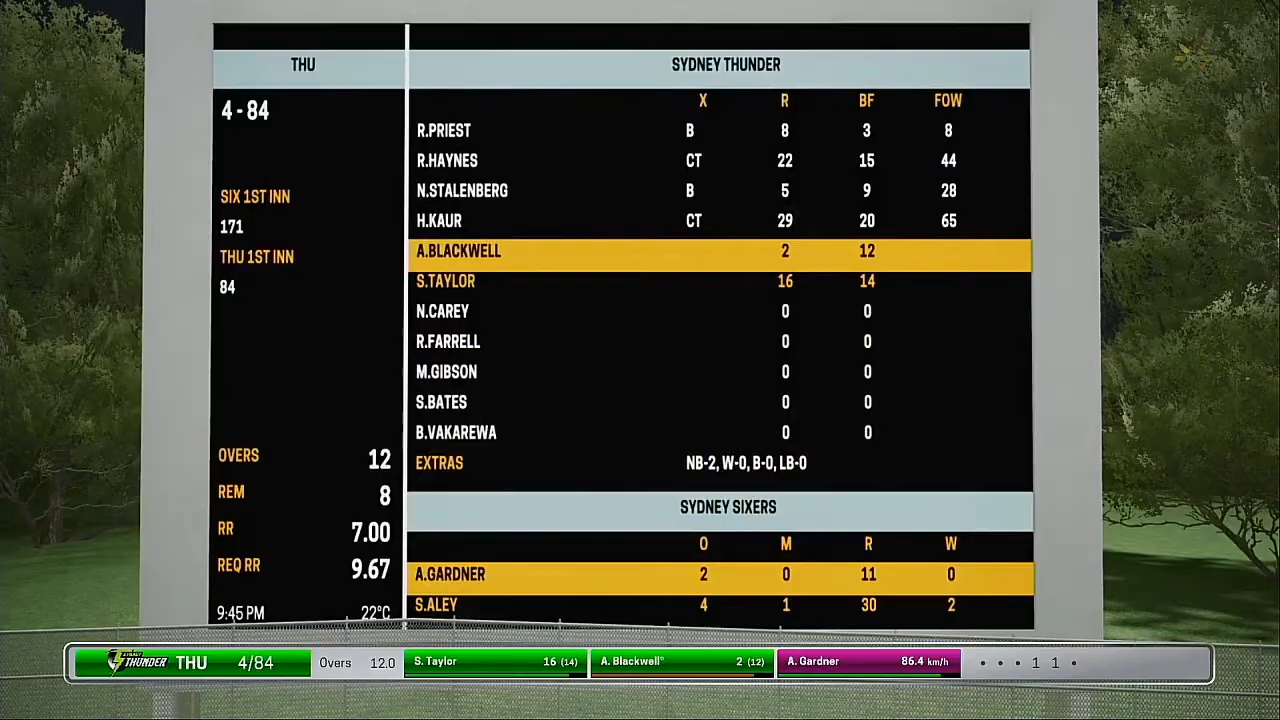 THU
4 - 84
SIX 1ST INN
171
THU 1ST INN
84
OVERS 12
REM 8
RR 7.00
REQ RR 9.67
9:45 PM 22°C
SYDNEY THUNDER
X R BF FOW
R.PRIEST B 8 3 8
R.HAYNES CT 22 15 44
N.STALENBERG B 5 9 28
H.KAUR CT 29 20 65
A.BLACKWELL 2 12
S.TAYLOR 16 14
N.CAREY 0 0
R.FARRELL 0 0
M.GIBSON 0 0
S.BATES 0 0
B.VAKAREWA 0 0
EXTRAS NB-2, W-0, B-0, LB-0
SYDNEY SIXERS
O M R W
A.GARDNER 2 0 11 0
S.ALEY 4 1 30 2
THUNDER THU 4/84 Overs 12.0 S. Taylor 16 (14) A. Blackwell* 2 (12) A. Gardner 86.4 km/h • • • 1 1 •